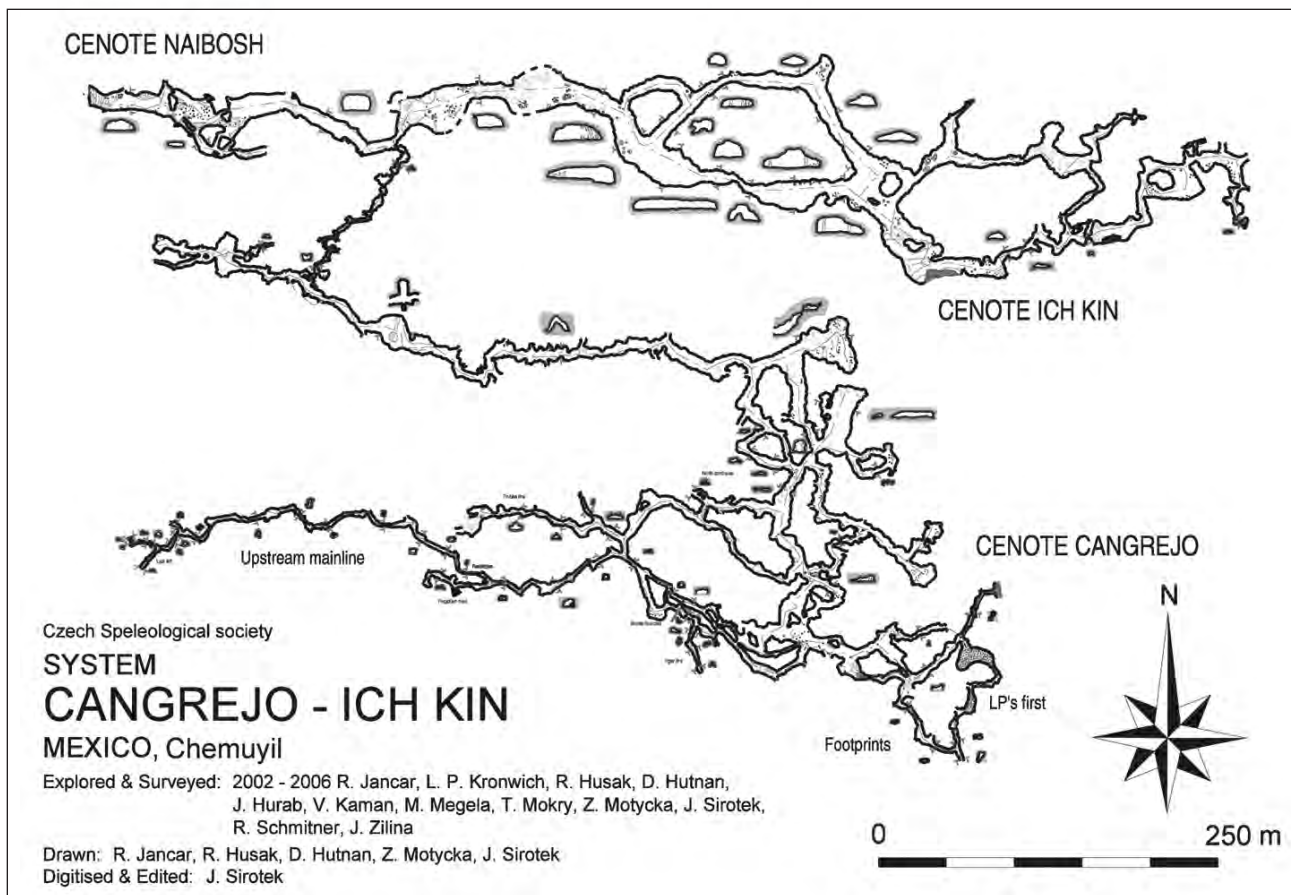 CENOTE NAIBOSH
CENOTE ICH KIN
CENOTE CANGREJO
Upstream mainline
N
LP's first
Footprints
Czech Speleological society
SYSTEM
CANGREJO - ICH KIN
MEXICO, Chemuyil
Explored & Surveyed: 2002 - 2006 R. Jancar, L. P. Kronwich, R. Husak, D. Hutnan,
J. Hurab, V. Kaman, M. Megela, T. Mokry, Z. Motycka, J. Sirotek,
R. Schmitner, J. Zilina
Drawn: R. Jancar, R. Husak, D. Hutnan, Z. Motycka, J. Sirotek
Digitised & Edited: J. Sirotek
0 250 m